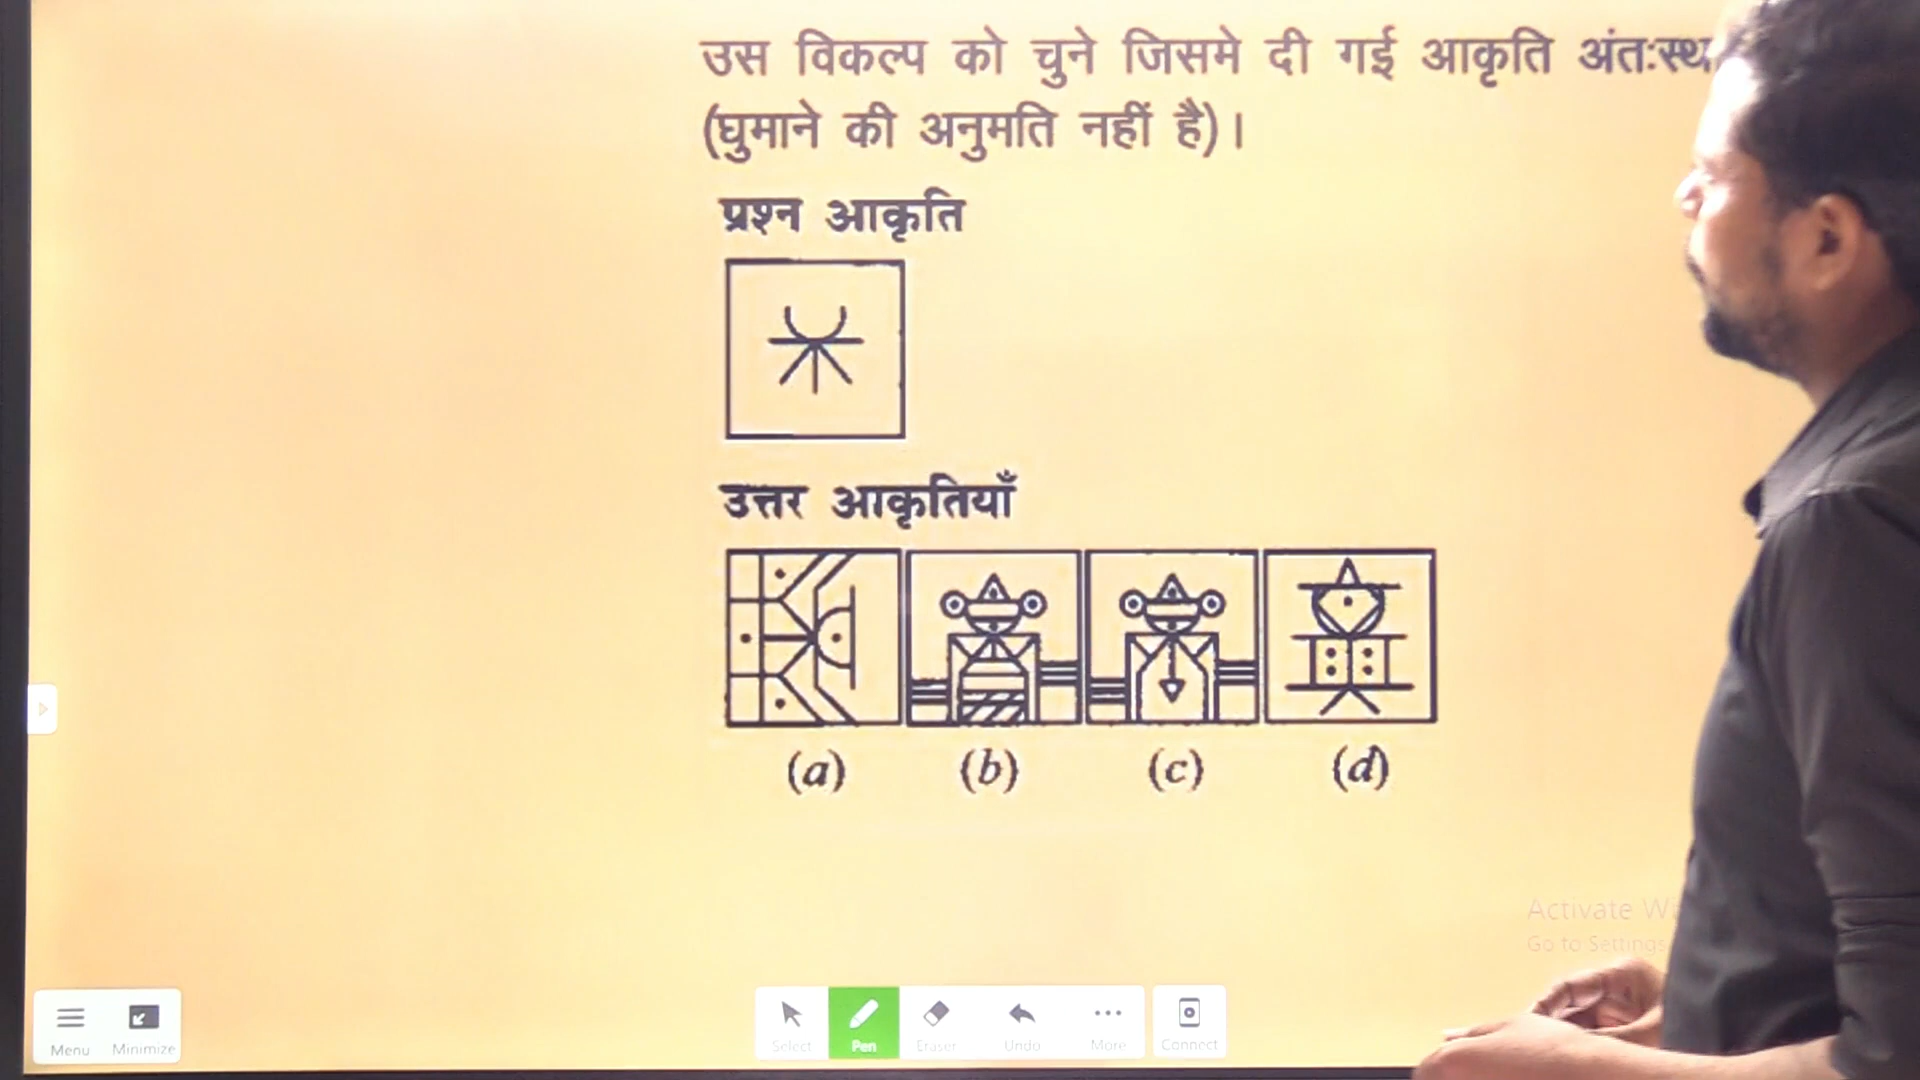 उस विकल्प को चुने जिसमे दी गई आकृति
(घुमाने की अनुमति नहीं है)।
प्रश्न आकृति
उत्तर आकृतियाँ
(a) (b) (c) (d)
Activate
Go to Settings
Menu Minimize Select Pen Eraser Undo More Connect